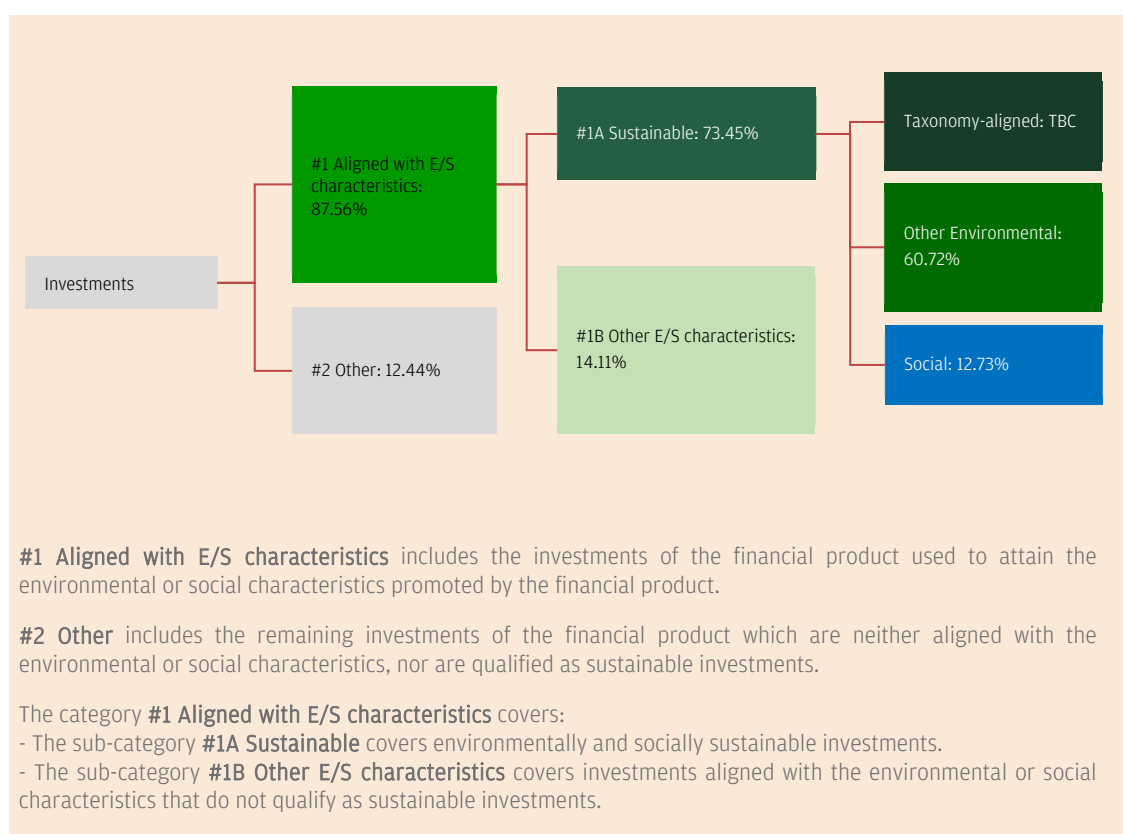 Investments
#1 Aligned with E/S
characteristics:
87.56%
#2 Other: 12.44%
#1A Sustainable: 73.45%
#1B Other E/S characteristics:
14.11%
Taxonomy-aligned: TBC
Other Environmental:
60.72%
Social: 12.73%
#1 Aligned with E/S characteristics includes the investments of the financial product used to attain the
environmental or social characteristics promoted by the financial product.
#2 Other includes the remaining investments of the financial product which are neither aligned with the
environmental or social characteristics, nor are qualified as sustainable investments.
The category #1 Aligned with E/S characteristics covers:
- The sub-category #1A Sustainable covers environmentally and socially sustainable investments.
- The sub-category #1B Other E/S characteristics covers investments aligned with the environmental or social
characteristics that do not qualify as sustainable investments.